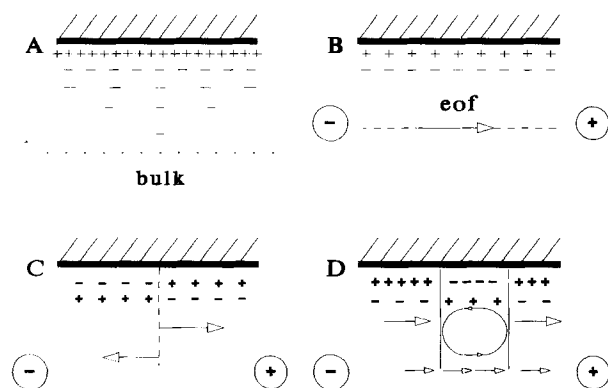 A
+++++++++++++++
− − − − − − − −
− − − − −
− − −
−
bulk
B
+ + + + + + + +
− − − − − − − −
eof
− +
C
− − − − + + + +
+ + + + − − − −
− +
D
+++++ −−−− +++
− − + + + − −
− +